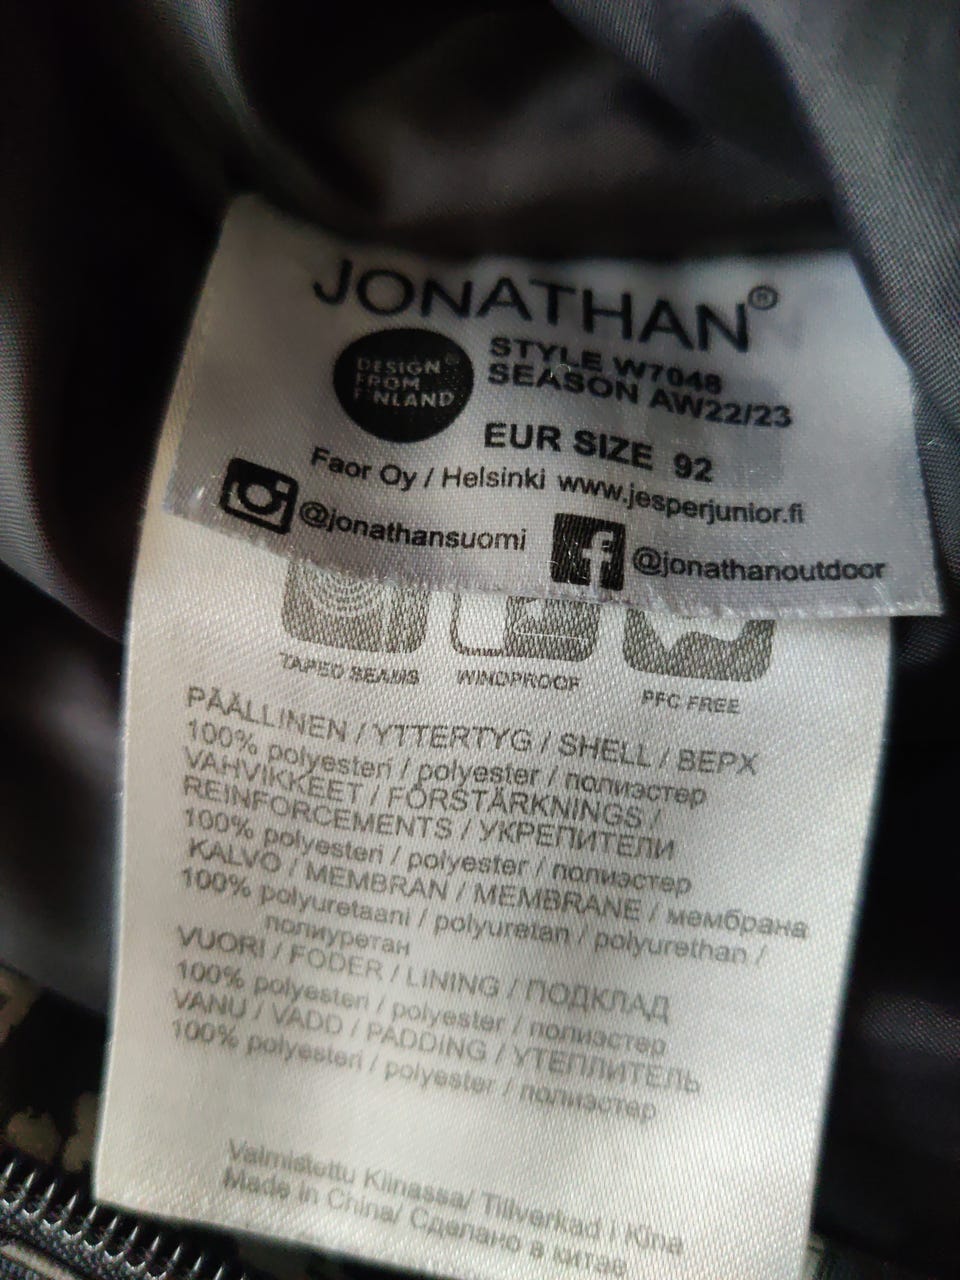 JONATHAN®
DESIGN
FROM
FINLAND
STYLE W7048
SEASON AW22/23
EUR SIZE 92
Faor Oy / Helsinki www.jesperjunior.fi
@jonathansuomi
f @jonathanoutdoor
TAPED SEAMS WINDPROOF PFC FREE
PÄÄLLINEN / YTTERTYG / SHELL / ВЕРХ
100% polyesteri / polyester / полиэстер
VAHVIKKEET / FÖRSTÄRKNINGS /
REINFORCEMENTS / УКРЕПИТЕЛИ
100% polyesteri / polyester / полиэстер
KALVO / MEMBRAN / MEMBRANE / мембрана
100% polyuretaani / polyuretan / polyurethan /
полиуретан
VUORI / FODER / LINING / ПОДКЛАД
100% polyesteri / polyester / полиэстер
VANU / VADD / PADDING / УТЕПЛИТЕЛЬ
100% polyesteri / polyester / полиэстер
Valmistettu Kiinassa/ Tillverkad i Kina
Made in China/ Сделано в китае